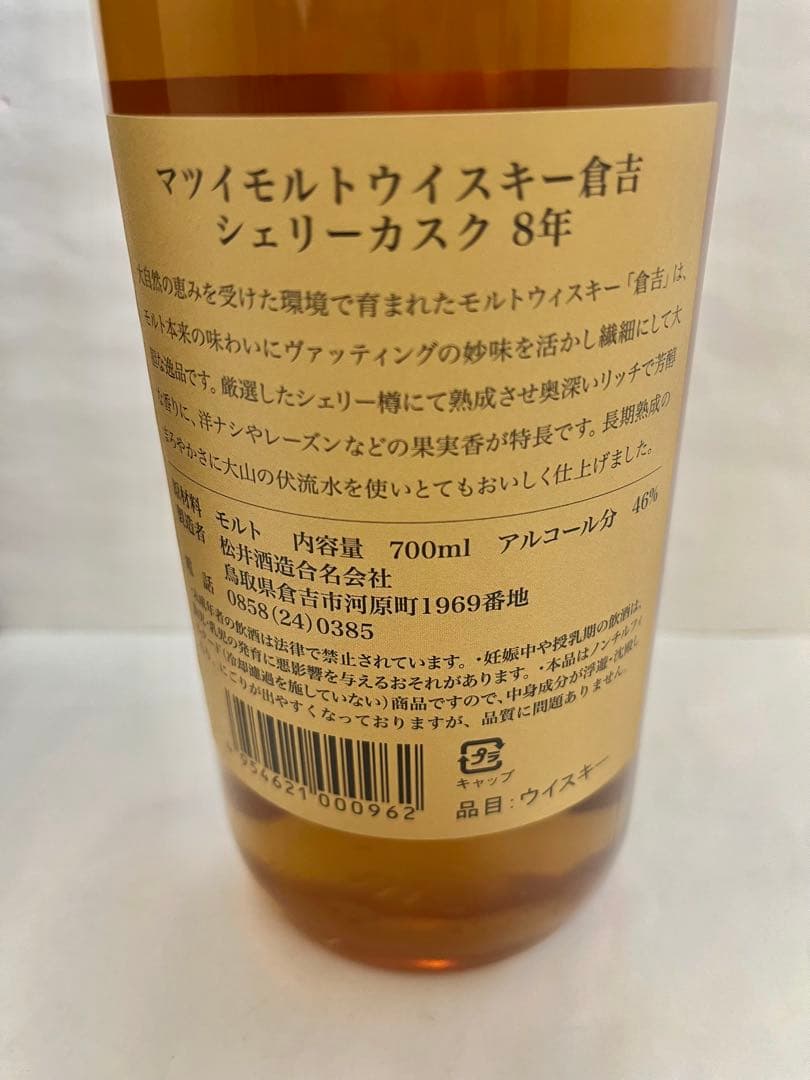 マツイモルトウイスキー倉吉
シェリーカスク 8年
大自然の恵みを受けた環境で育まれたモルトウィスキー「倉吉」は、
モルト本来の味わいにヴァッティングの妙味を活かし繊細にして大
胆な逸品です。厳選したシェリー樽にて熟成させ奥深いリッチで芳醇
な香りに、洋ナシやレーズンなどの果実香が特長です。長期熟成の
まろやかさに大山の伏流水を使いとてもおいしく仕上げました。
原材料 モルト 内容量 700ml アルコール分 46%
製造者 松井酒造合名会社
鳥取県倉吉市河原町1969番地
電話 0858(24)0385
未成年者の飲酒は法律で禁止されています。・妊娠中や授乳期の飲酒は、
胎児・乳児の発育に悪影響を与えるおそれがあります。・本品はノンチルフィ
(冷却濾過を施していない)商品ですので、中身成分が浮遊・沈殿し
にごりが出やすくなっておりますが、品質に問題ありません。
4 954621 000962
プラ
キャップ
品目:ウイスキー